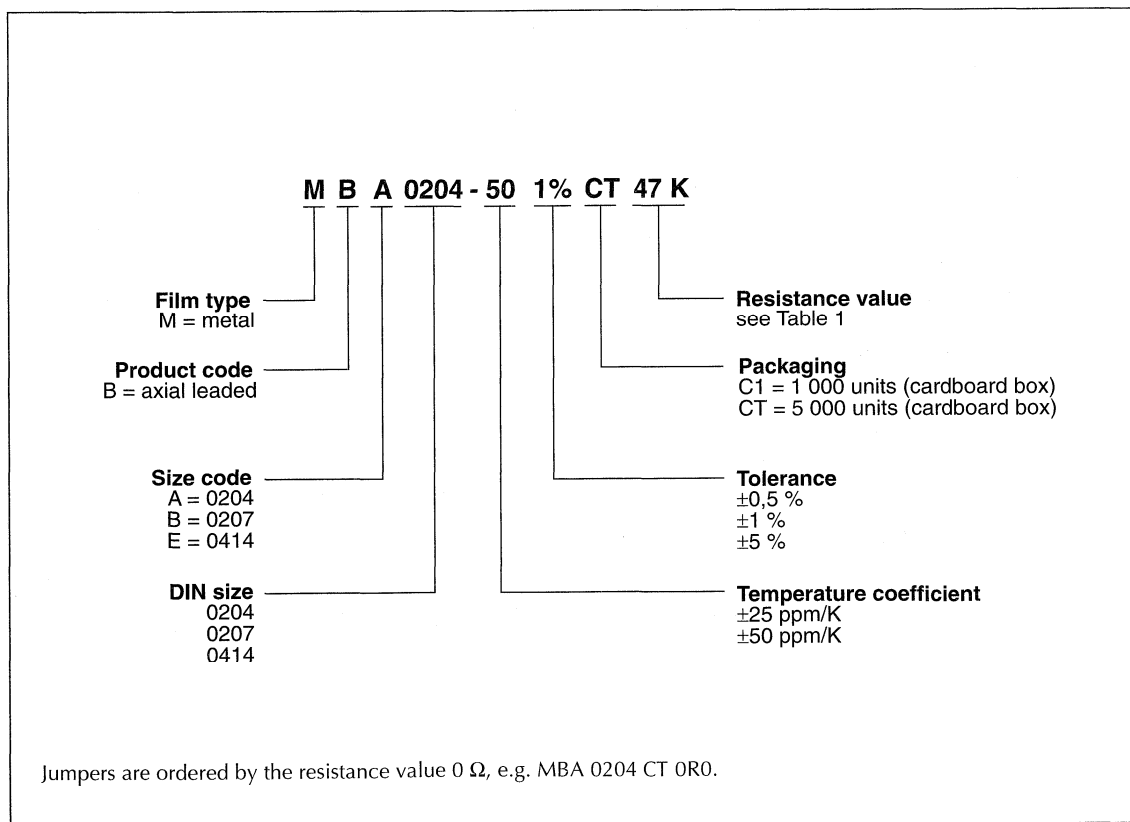 M B A 0204 - 50 1% CT 47 K
Film type
M = metal
Product code
B = axial leaded
Size code
A = 0204
B = 0207
E = 0414
DIN size
0204
0207
0414
Resistance value
see Table 1
Packaging
C1 = 1 000 units (cardboard box)
CT = 5 000 units (cardboard box)
Tolerance
±0,5 %
±1 %
±5 %
Temperature coefficient
±25 ppm/K
±50 ppm/K
Jumpers are ordered by the resistance value 0 Ω, e.g. MBA 0204 CT 0R0.